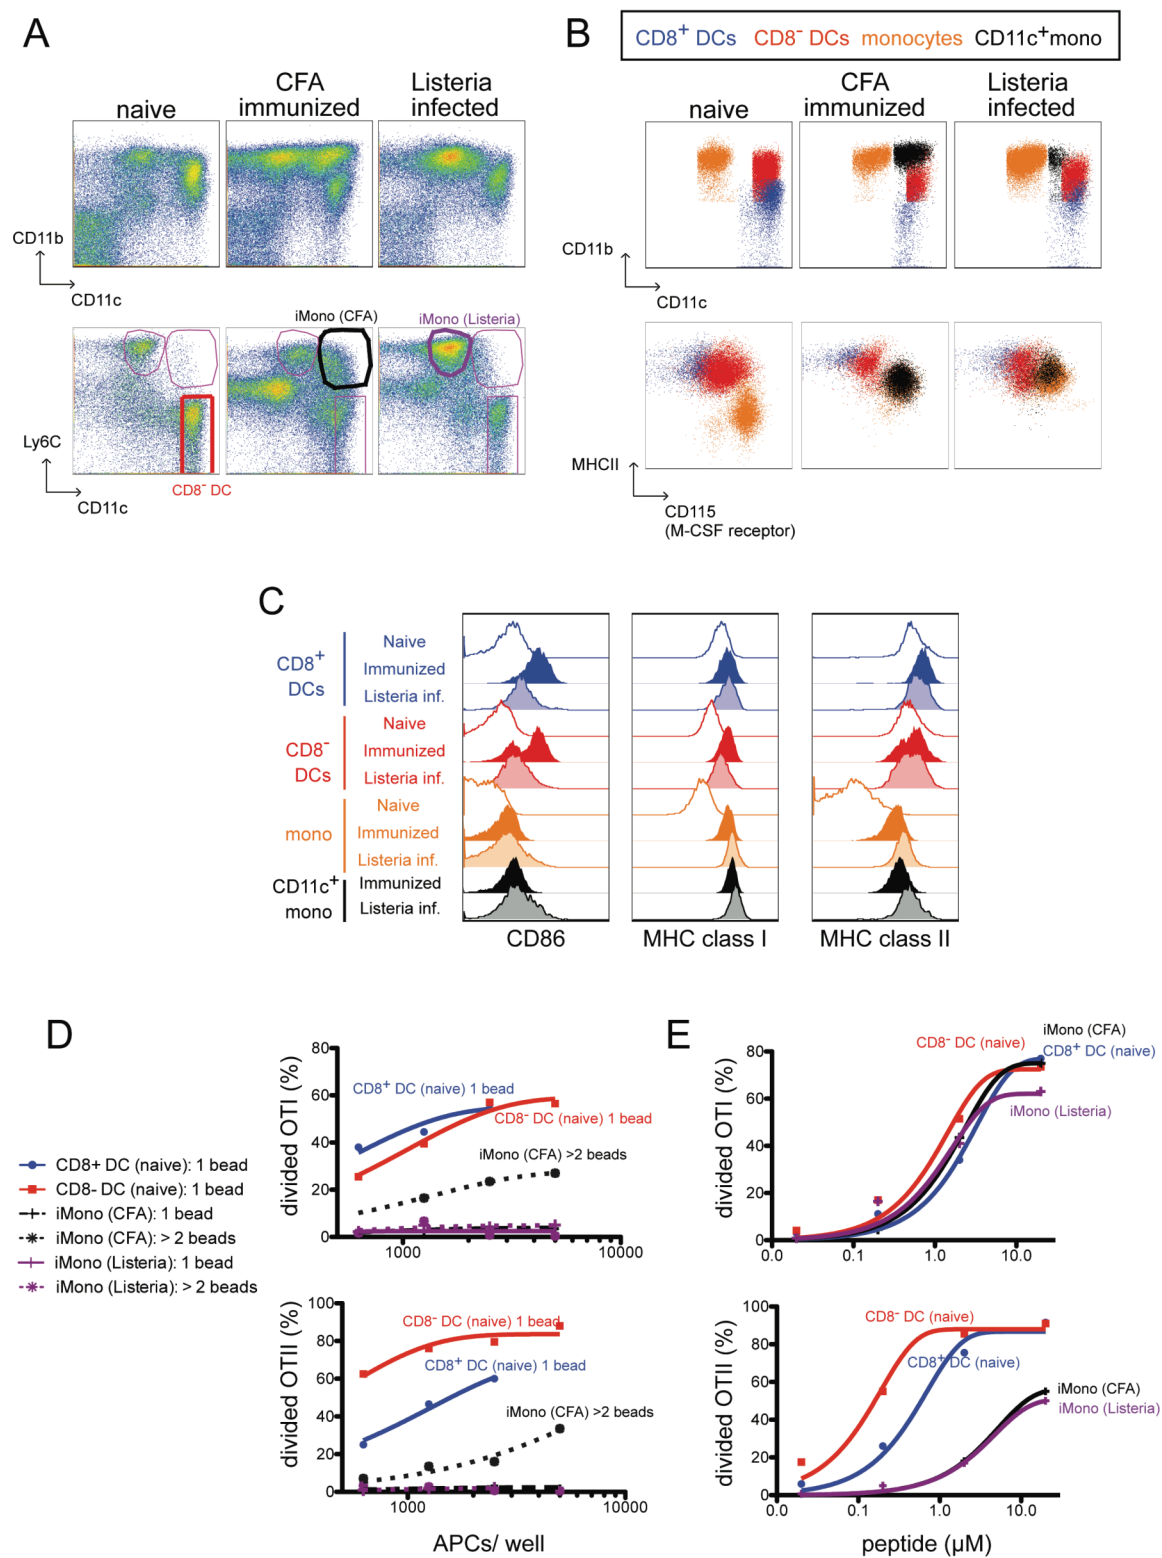 A
naive
CFA
immunized
Listeria
infected
CD11b
CD11c
iMono (CFA)
iMono (Listeria)
Ly6C
CD11c
CD8⁻ DC
B
CD8⁺ DCs CD8⁻ DCs monocytes CD11c⁺mono
naive
CFA
immunized
Listeria
infected
CD11b
CD11c
MHCII
CD115
(M-CSF receptor)
C
CD8⁺
DCs
Naive
Immunized
Listeria inf.
CD8⁻
DCs
Naive
Immunized
Listeria inf.
mono
Naive
Immunized
Listeria inf.
CD11c⁺
mono
Immunized
Listeria inf.
CD86
MHC class I
MHC class II
D
CD8+ DC (naive): 1 bead
CD8- DC (naive): 1 bead
iMono (CFA): 1 bead
iMono (CFA): > 2 beads
iMono (Listeria): 1 bead
iMono (Listeria): > 2 beads
divided OTI (%)
80
60
40
20
0
1000
10000
CD8⁺ DC (naive) 1 bead
CD8⁻ DC (naive) 1 bead
iMono (CFA) >2 beads
divided OTII (%)
100
80
60
40
20
0
1000
10000
CD8⁻ DC (naive) 1 bead
CD8⁺ DC (naive) 1 bead
iMono (CFA) >2 beads
APCs/ well
E
divided OTI (%)
80
60
40
20
0
0.0
0.1
1.0
10.0
CD8⁻ DC (naive)
iMono (CFA)
CD8⁺ DC (naive)
iMono (Listeria)
divided OTII (%)
100
80
60
40
20
0
0.0
0.1
1.0
10.0
CD8⁻ DC (naive)
CD8⁺ DC (naive)
iMono (CFA)
iMono (Listeria)
peptide (µM)